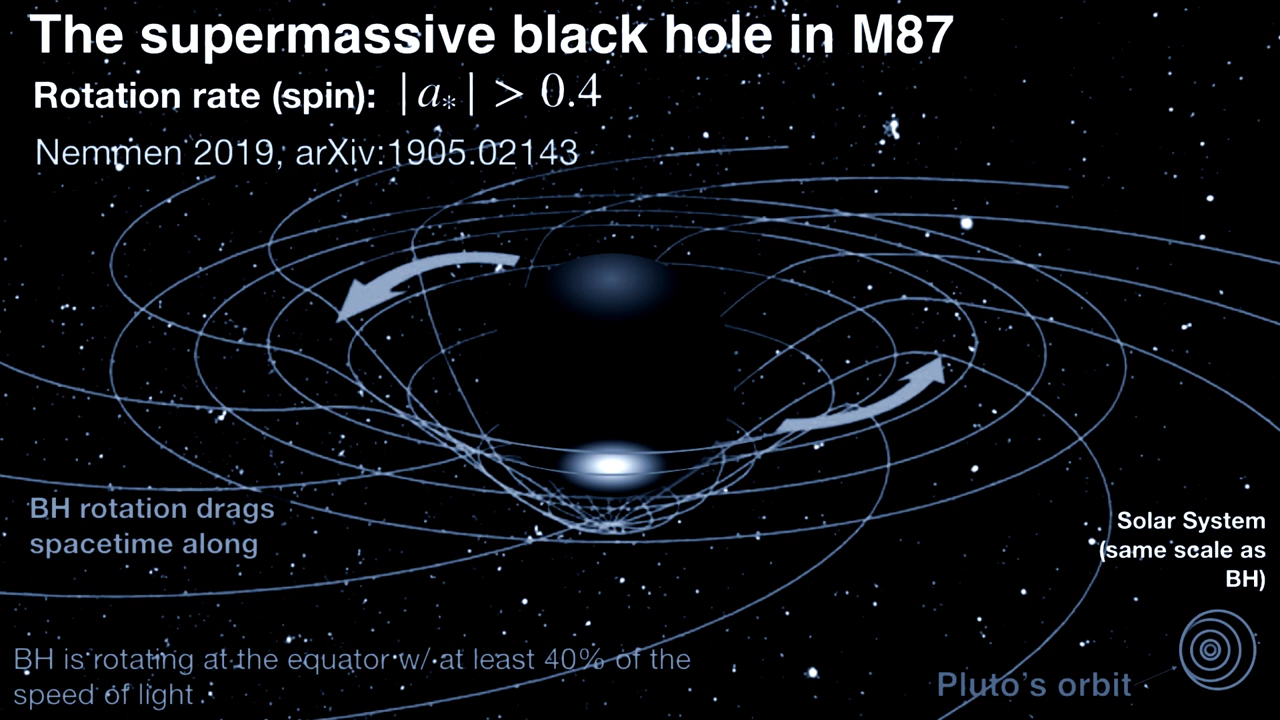 The supermassive black hole in M87
Rotation rate (spin): |a*| > 0.4
Nemmen 2019, arXiv:1905.02143
BH rotation drags
spacetime along
Solar System
(same scale as
BH)
BH is rotating at the equator w/ at least 40% of the
speed of light
Pluto's orbit